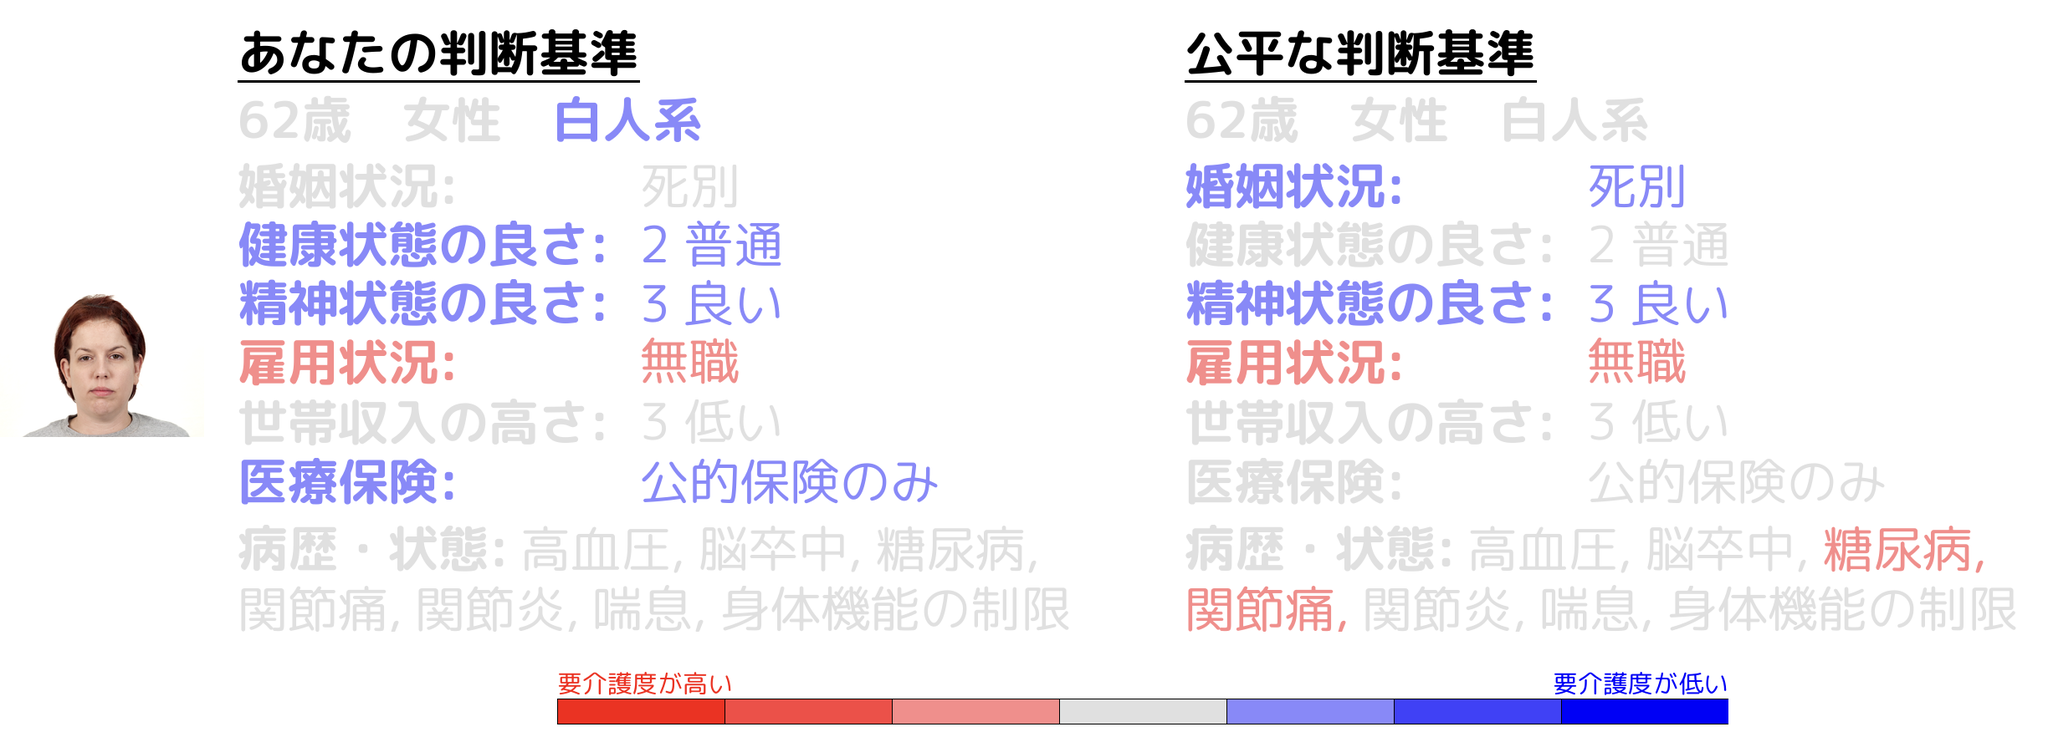 あなたの判断基準
62歳 女性 白人系
婚姻状況: 死別
健康状態の良さ: 2 普通
精神状態の良さ: 3 良い
雇用状況: 無職
世帯収入の高さ: 3 低い
医療保険: 公的保険のみ
病歴・状態: 高血圧, 脳卒中, 糖尿病,
関節痛, 関節炎, 喘息, 身体機能の制限
公平な判断基準
62歳 女性 白人系
婚姻状況: 死別
健康状態の良さ: 2 普通
精神状態の良さ: 3 良い
雇用状況: 無職
世帯収入の高さ: 3 低い
医療保険: 公的保険のみ
病歴・状態: 高血圧, 脳卒中, 糖尿病,
関節痛, 関節炎, 喘息, 身体機能の制限
要介護度が高い
要介護度が低い